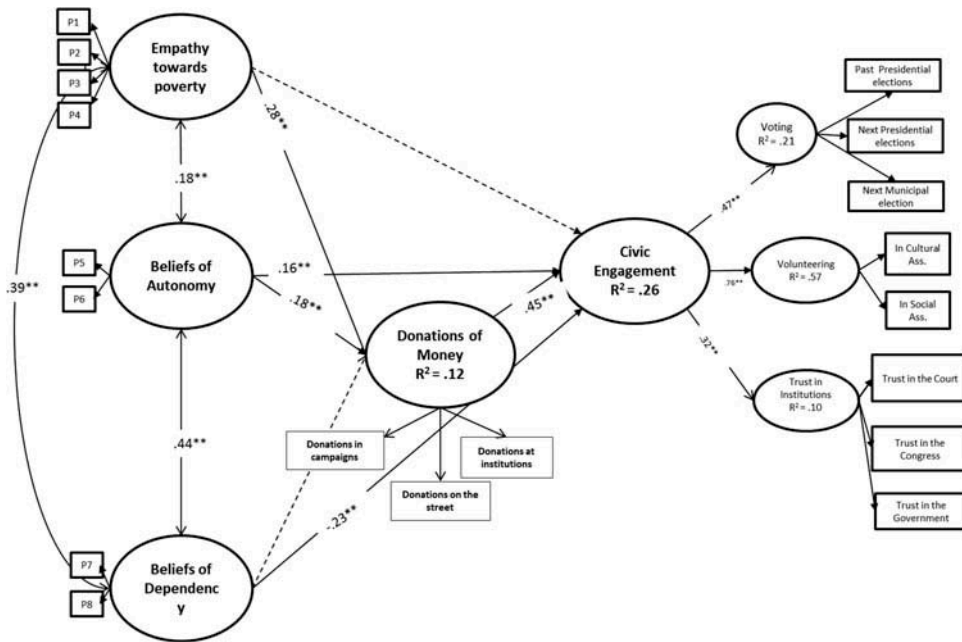 P1
P2
P3
P4
Empathy
towards
poverty
.28**
.18**
.39**
P5
P6
Beliefs of
Autonomy
.16**
.18**
.44**
P7
P8
Beliefs of
Dependenc
y
-.23**
Donations of
Money
R² = .12
.45**
Donations in
campaigns
Donations on the
street
Donations at
institutions
Civic
Engagement
R² = .26
.47**
.76**
.32**
Voting
R² = .21
Past Presidential
elections
Next Presidential
elections
Next Municipal
election
Volunteering
R² = .57
In Cultural
Ass.
In Social
Ass.
Trust in
Institutions
R² = .10
Trust in the Court
Trust in the
Congress
Trust in the
Government